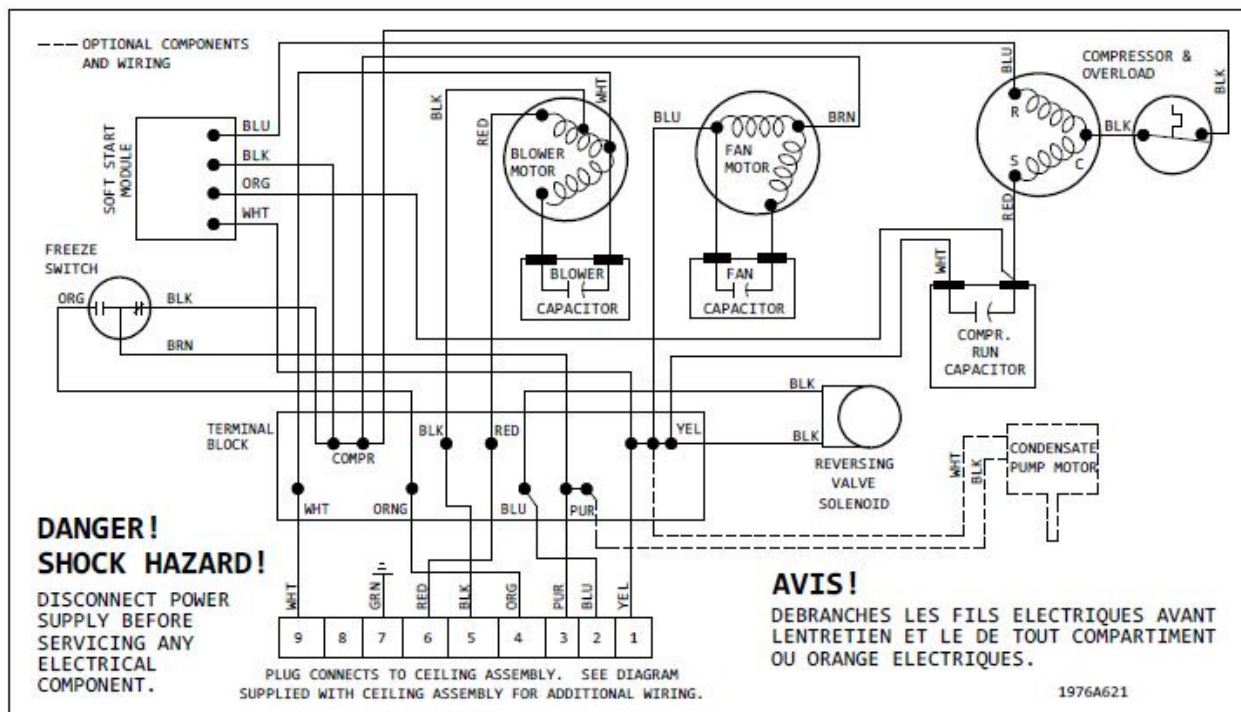 OPTIONAL COMPONENTS
AND WIRING
SOFT START
MODULE
BLU
BLK
ORG
WHT
FREEZE
SWITCH
ORG
BLK
BRN
BLK
RED
WHT
BLOWER
MOTOR
BLOWER
CAPACITOR
BLU
FAN
MOTOR
BRN
FAN
CAPACITOR
BLU
COMPRESSOR &
OVERLOAD
BLK
R
S
C
BLK
RED
WHT
COMPR.
RUN
CAPACITOR
BLK
BLK
REVERSING
VALVE
SOLENOID
WHT
BLK
CONDENSATE
PUMP MOTOR
TERMINAL
BLOCK
COMPR
BLK
RED
YEL
WHT
ORNG
BLU
PUR
WHT
GRN
RED
BLK
ORG
PUR
BLU
YEL
9 8 7 6 5 4 3 2 1
PLUG CONNECTS TO CEILING ASSEMBLY. SEE DIAGRAM
SUPPLIED WITH CEILING ASSEMBLY FOR ADDITIONAL WIRING.
DANGER!
SHOCK HAZARD!
DISCONNECT POWER
SUPPLY BEFORE
SERVICING ANY
ELECTRICAL
COMPONENT.
AVIS!
DEBRANCHES LES FILS ELECTRIQUES AVANT
LENTRETIEN ET LE DE TOUT COMPARTIMENT
OU ORANGE ELECTRIQUES.
1976A621